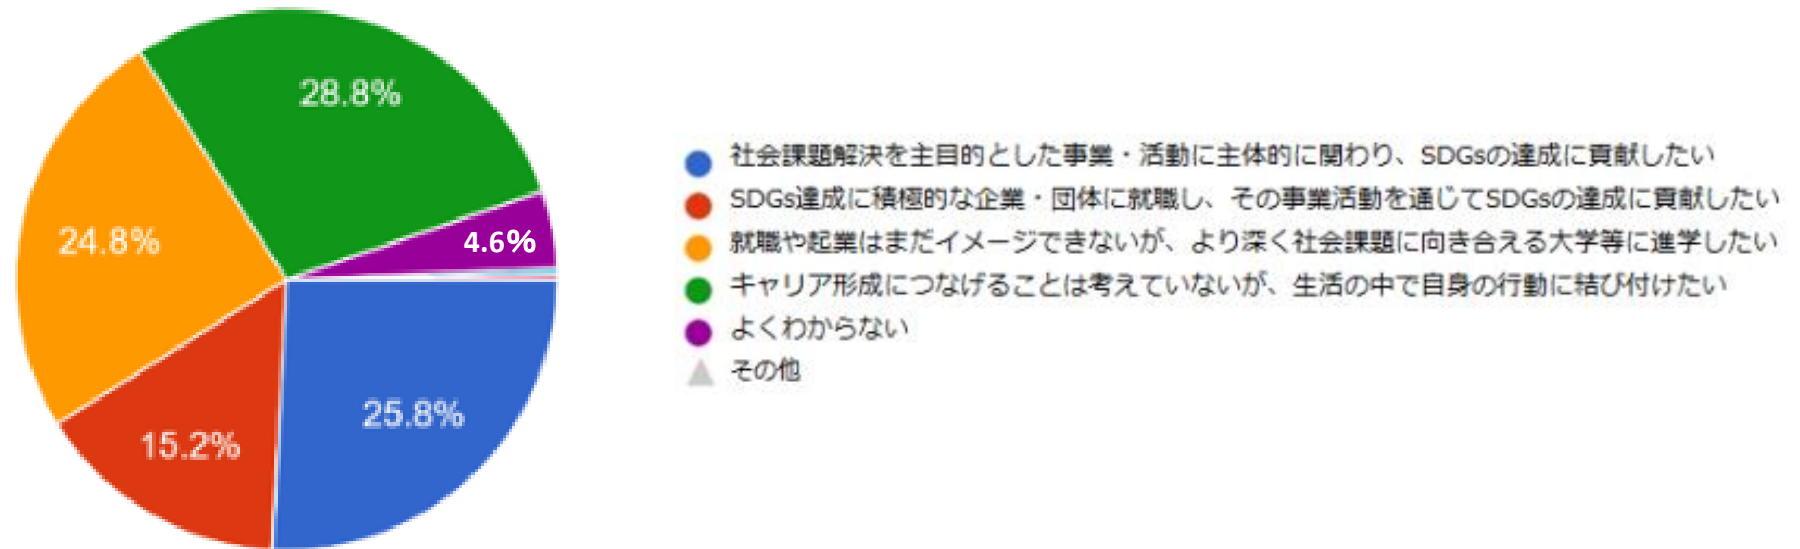 28.8%
24.8%
4.6%
25.8%
15.2%
社会課題解決を主目的とした事業・活動に主体的に関わり、SDGsの達成に貢献したい
SDGs達成に積極的な企業・団体に就職し、その事業活動を通じてSDGsの達成に貢献したい
就職や起業はまだイメージできないが、より深く社会課題に向き合える大学等に進学したい
キャリア形成につなげることは考えていないが、生活の中で自身の行動に結び付けたい
よくわからない
その他